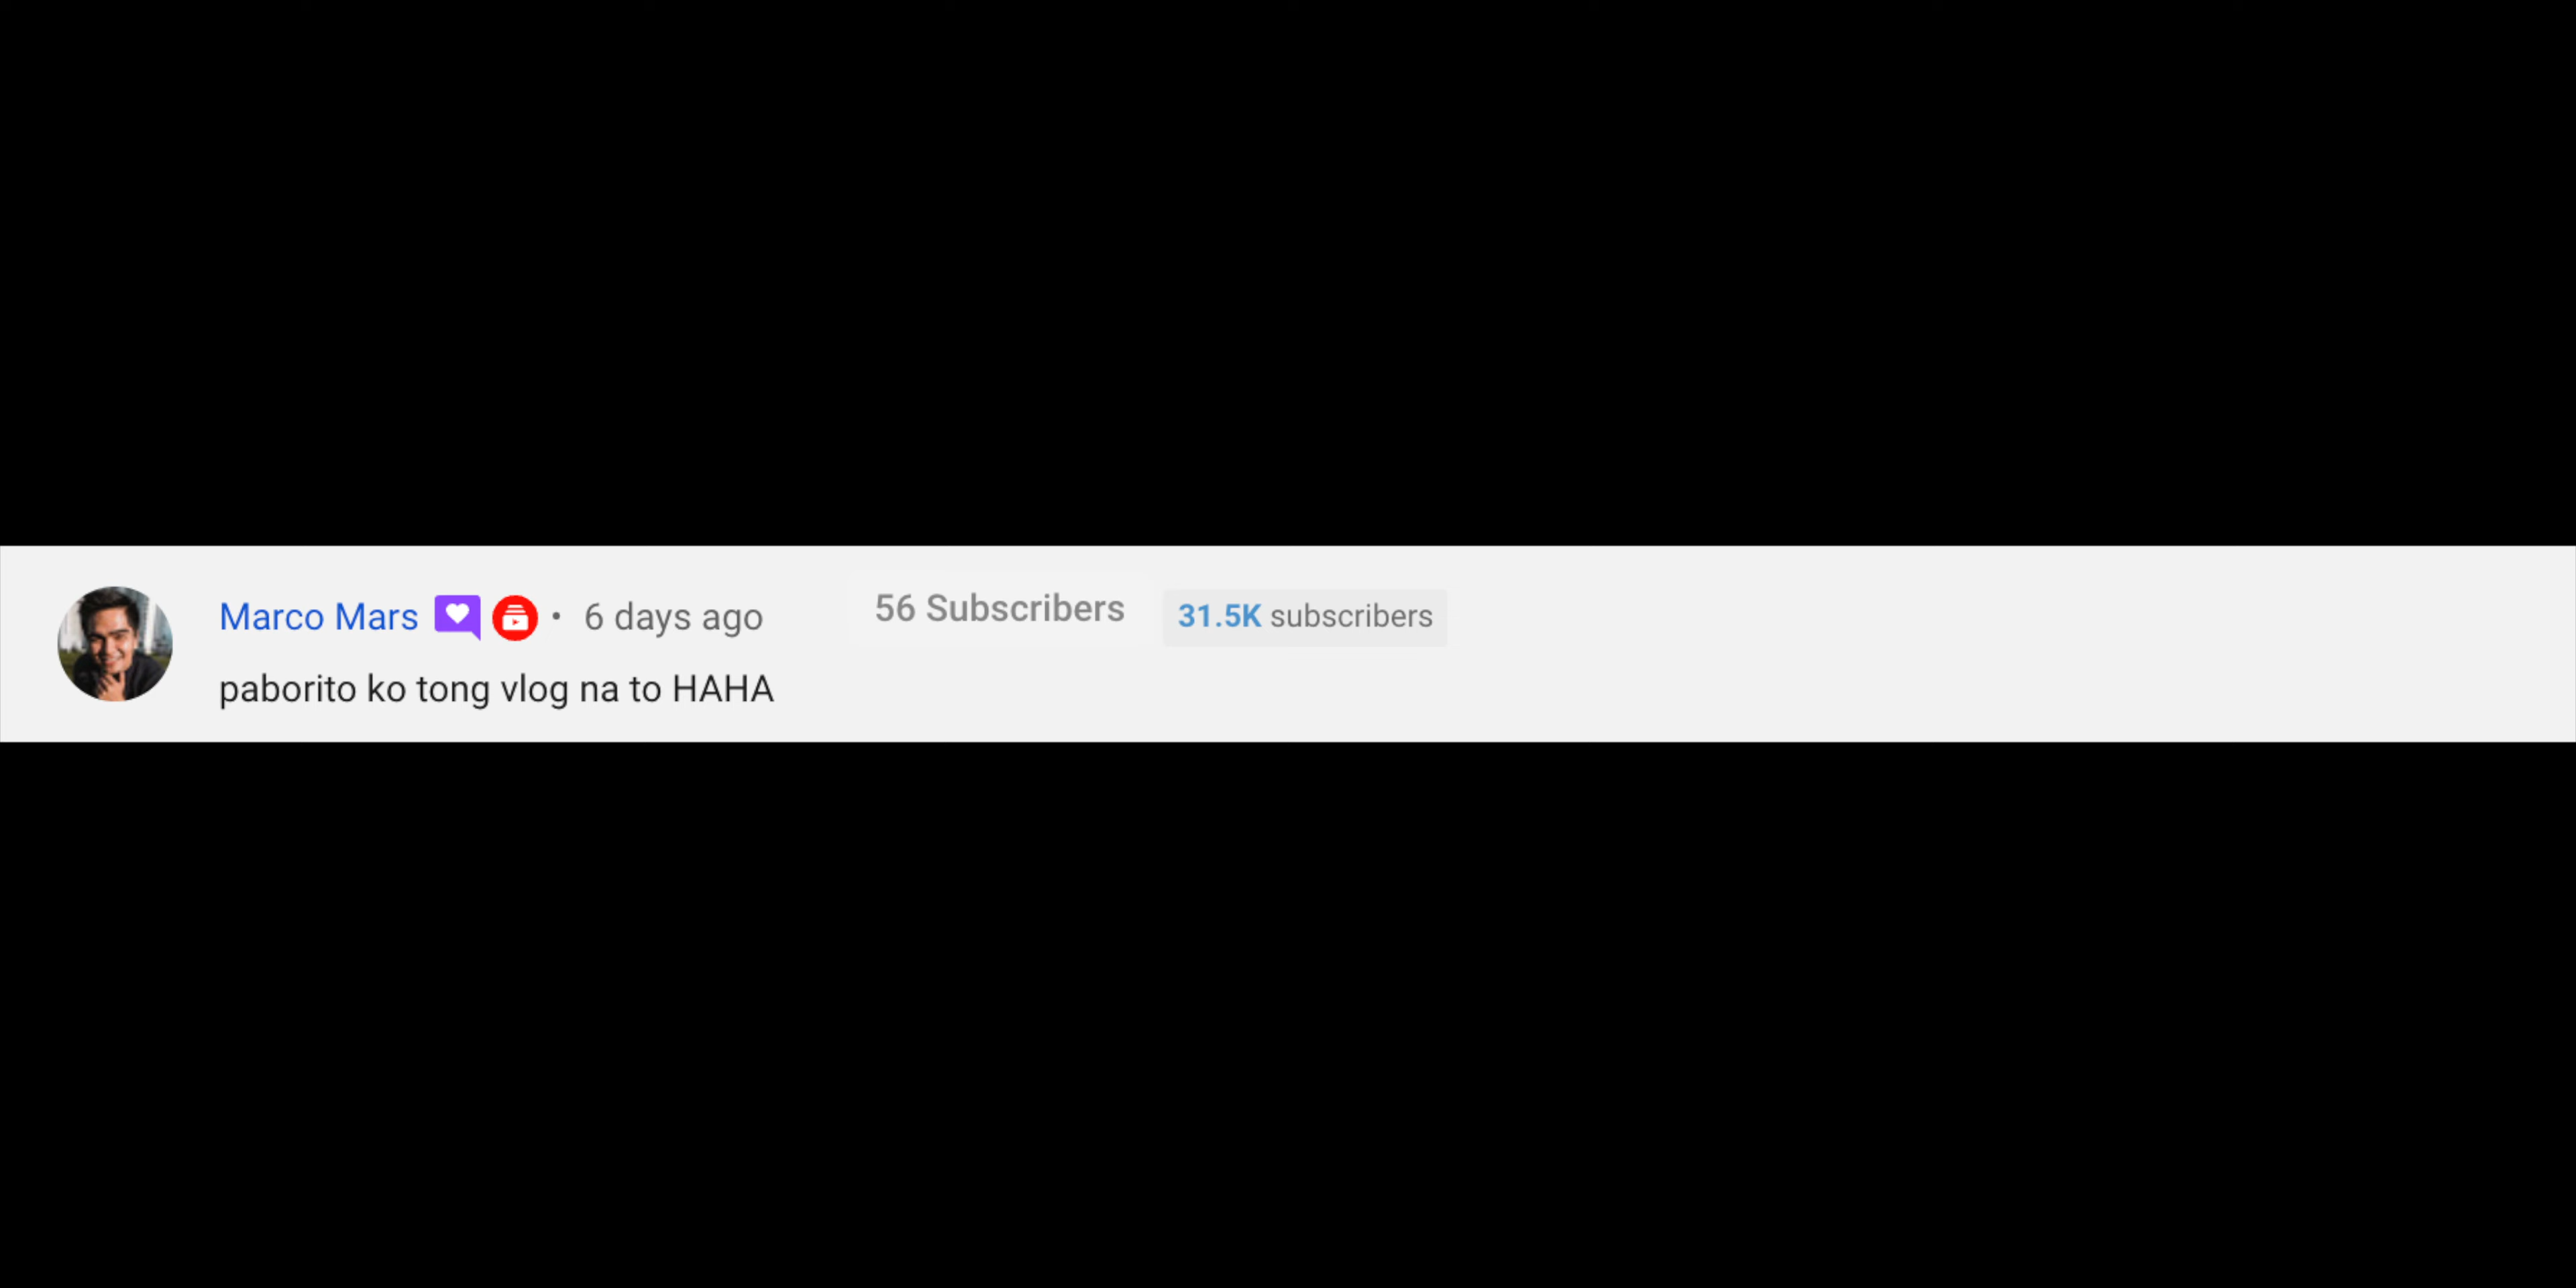 Marco Mars • 6 days ago 56 Subscribers 31.5K subscribers
paborito ko tong vlog na to HAHA